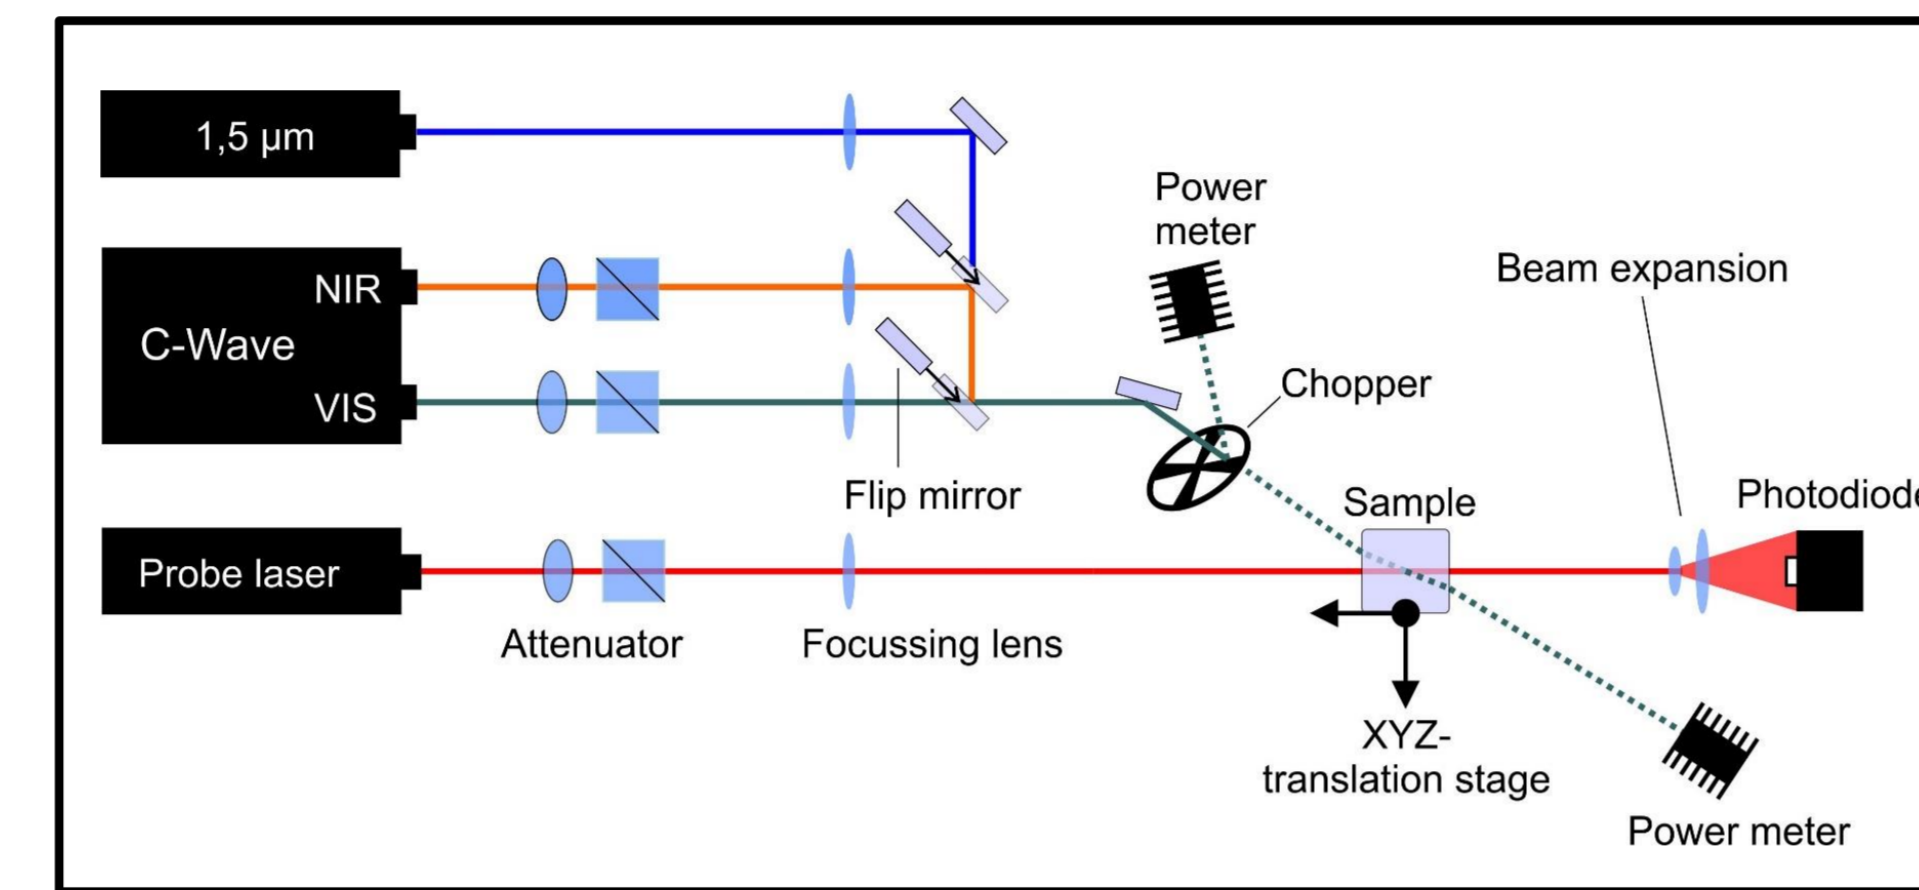 1,5 µm
NIR
C-Wave
VIS
Power
meter
Beam expansion
Chopper
Flip mirror
Sample
Photodiode
Probe laser
Attenuator
Focussing lens
XYZ-
translation stage
Power meter